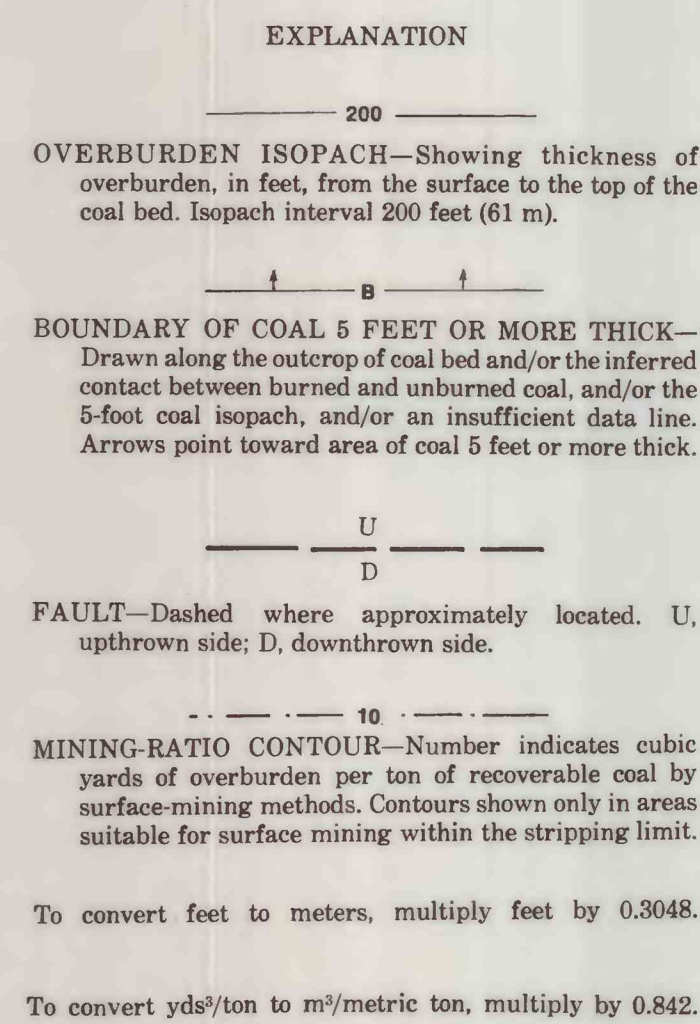 EXPLANATION
200
OVERBURDEN ISOPACH—Showing thickness of
overburden, in feet, from the surface to the top of the
coal bed. Isopach interval 200 feet (61 m).
B
BOUNDARY OF COAL 5 FEET OR MORE THICK—
Drawn along the outcrop of coal bed and/or the inferred
contact between burned and unburned coal, and/or the
5-foot coal isopach, and/or an insufficient data line.
Arrows point toward area of coal 5 feet or more thick.
U
D
FAULT—Dashed where approximately located. U,
upthrown side; D, downthrown side.
10
MINING-RATIO CONTOUR—Number indicates cubic
yards of overburden per ton of recoverable coal by
surface-mining methods. Contours shown only in areas
suitable for surface mining within the stripping limit.
To convert feet to meters, multiply feet by 0.3048.
To convert yds³/ton to m³/metric ton, multiply by 0.842.